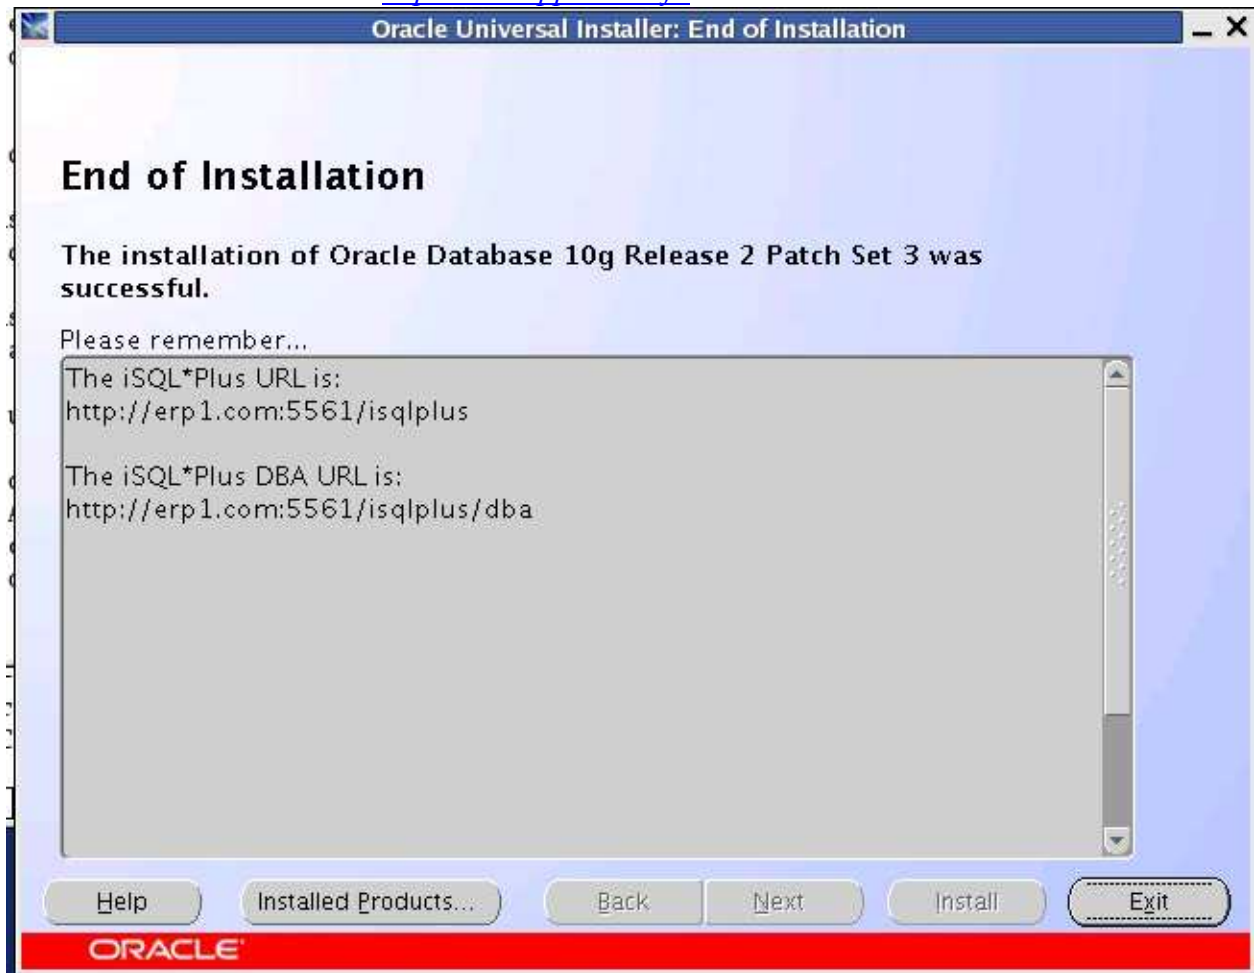 Oracle Universal Installer: End of Installation
End of Installation
The installation of Oracle Database 10g Release 2 Patch Set 3 was
successful.
Please remember...
The iSQL*Plus URL is:
http://erp1.com:5561/isqlplus
The iSQL*Plus DBA URL is:
http://erp1.com:5561/isqlplus/dba
Help Installed Products... Back Next Install Exit
ORACLE